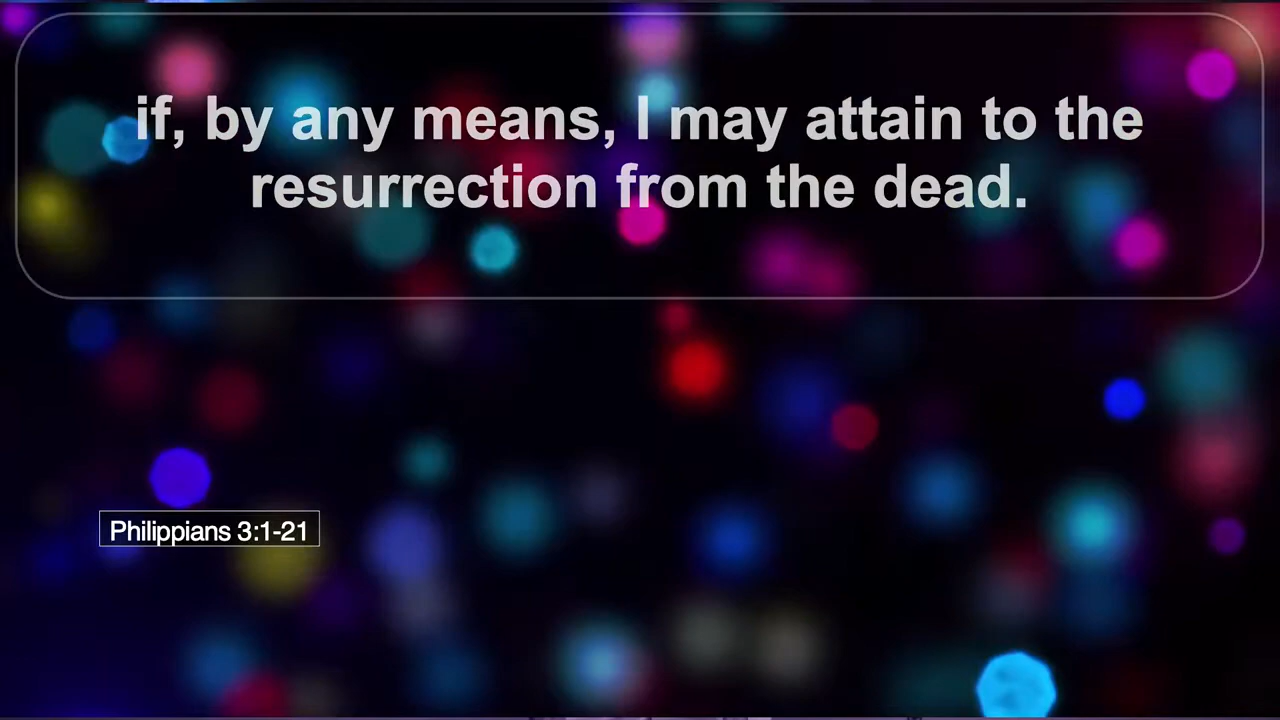 if, by any means, I may attain to the
resurrection from the dead.
Philippians 3:1-21